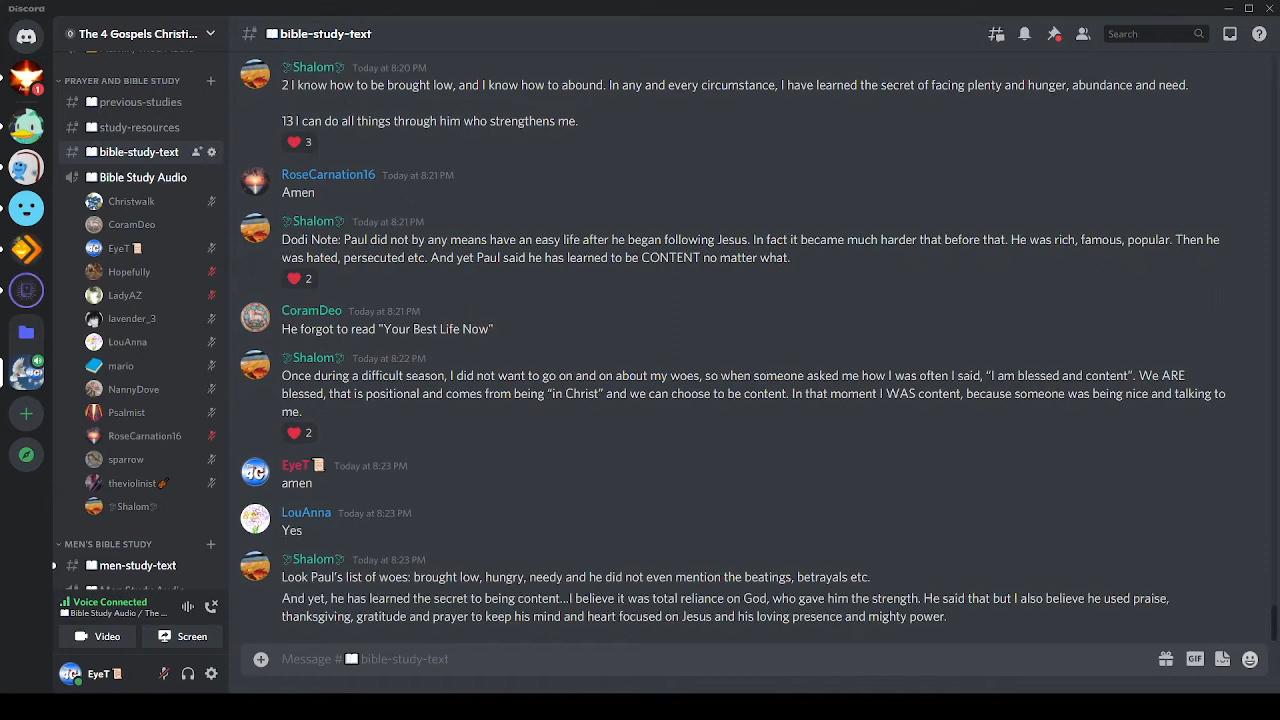 Discord
The 4 Gospels Christi...
📖bible-study-text
Search
PRAYER AND BIBLE STUDY
📖previous-studies
📖study-resources
📖bible-study-text
📖Bible Study Audio
Christwalk
CoramDeo
EyeT📜
Hopefully
LadyAZ
lavender_3
LouAnna
mario
NannyDove
Psalmist
RoseCarnation16
sparrow
theviolinist🎻
🕊Shalom🕊
MEN'S BIBLE STUDY
📖men-study-text
Voice Connected
📖Bible Study Audio / The ...
Video
Screen
EyeT📜
1
🕊Shalom🕊 Today at 8:20 PM
2 I know how to be brought low, and I know how to abound. In any and every circumstance, I have learned the secret of facing plenty and hunger, abundance and need.
13 I can do all things through him who strengthens me.
❤️ 3
RoseCarnation16 Today at 8:21 PM
Amen
🕊Shalom🕊 Today at 8:21 PM
Dodi Note: Paul did not by any means have an easy life after he began following Jesus. In fact it became much harder that before that. He was rich, famous, popular. Then he
was hated, persecuted etc. And yet Paul said he has learned to be CONTENT no matter what.
❤️ 2
CoramDeo Today at 8:21 PM
He forgot to read "Your Best Life Now"
🕊Shalom🕊 Today at 8:22 PM
Once during a difficult season, I did not want to go on and on about my woes, so when someone asked me how I was often I said, “I am blessed and content”. We ARE
blessed, that is positional and comes from being “in Christ” and we can choose to be content. In that moment I WAS content, because someone was being nice and talking to
me.
❤️ 2
EyeT📜 Today at 8:23 PM
amen
LouAnna Today at 8:23 PM
Yes
🕊Shalom🕊 Today at 8:23 PM
Look Paul’s list of woes: brought low, hungry, needy and he did not even mention the beatings, betrayals etc.
And yet, he has learned the secret to being content...I believe it was total reliance on God, who gave him the strength. He said that but I also believe he used praise,
thanksgiving, gratitude and prayer to keep his mind and heart focused on Jesus and his loving presence and mighty power.
Message #📖bible-study-text
GIF